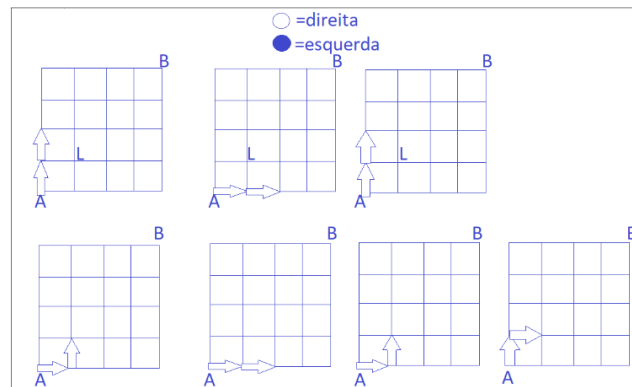 =direita
=esquerda
B B B
L L L
A A A
B B B B
A A A A